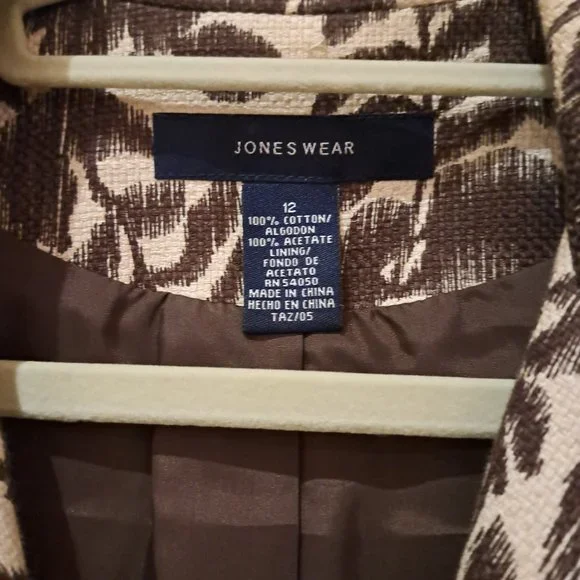 JONES WEAR
12
100% COTTON/
ALGODON
100% ACETATE
LINING/
FONDO DE
ACETATO
RN 54050
MADE IN CHINA
HECHO EN CHINA
TAZ/05